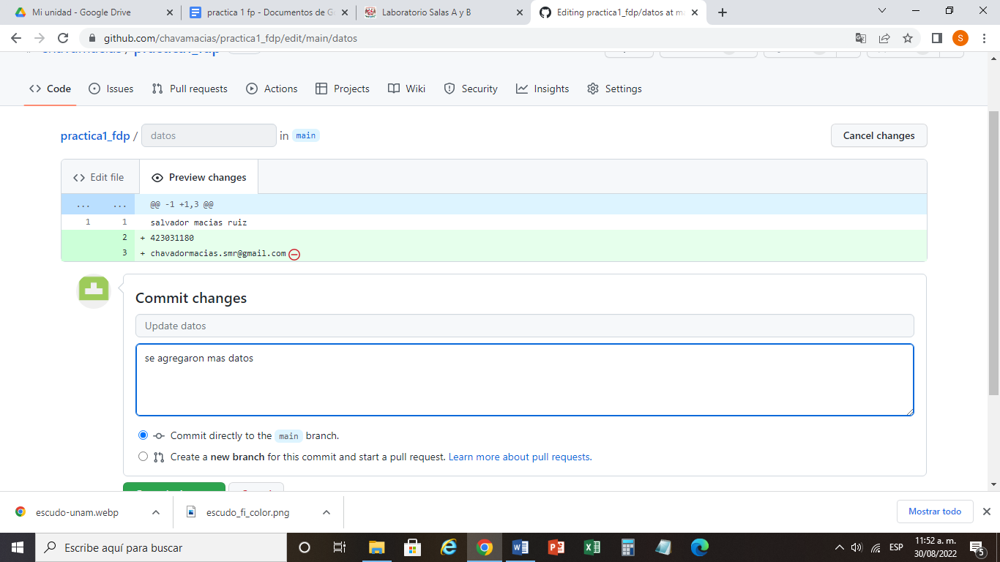 Mi unidad - Google Drive
practica 1 fp - Documentos de G
Laboratorio Salas A y B
Editing practica1_fdp/datos at ma
github.com/chavamacias/practica1_fdp/edit/main/datos
S
Code
Issues
Pull requests
Actions
Projects
Wiki
Security
Insights
Settings
practica1_fdp / datos in main
Cancel changes
Edit file
Preview changes
... ... @@ -1 +1,3 @@
1 1 salvador macias ruiz
2 + 423031180
3 + chavadormacias.smr@gmail.com
Commit changes
Update datos
se agregaron mas datos
Commit directly to the main branch.
Create a new branch for this commit and start a pull request. Learn more about pull requests.
escudo-unam.webp
escudo_fi_color.png
Mostrar todo
Escribe aquí para buscar
ESP
11:52 a. m.
30/08/2022
5